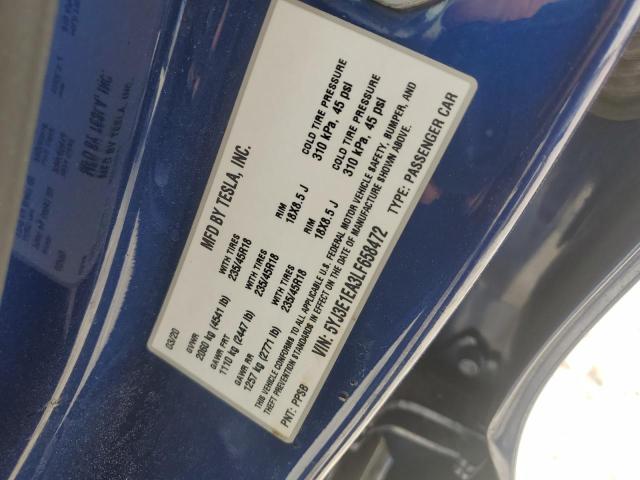 MFD BY TESLA, INC.
03/20
GVWR
2060 kg (4541 lb)
GAWR FRT WITH TIRES RIM COLD TIRE PRESSURE
1110 kg (2447 lb) 235/45R18 18X8.5 J 310 kPa, 45 psi
GAWR RR WITH TIRES RIM COLD TIRE PRESSURE
1257 kg (2771 lb) 235/45R18 18X8.5 J 310 kPa, 45 psi
THIS VEHICLE CONFORMS TO ALL APPLICABLE U.S. FEDERAL MOTOR VEHICLE SAFETY, BUMPER, AND
THEFT PREVENTION STANDARDS IN EFFECT ON THE DATE OF MANUFACTURE SHOWN ABOVE.
VIN: 5YJ3E1EA3LF658472 TYPE: PASSENGER CAR
PNT: PPSB